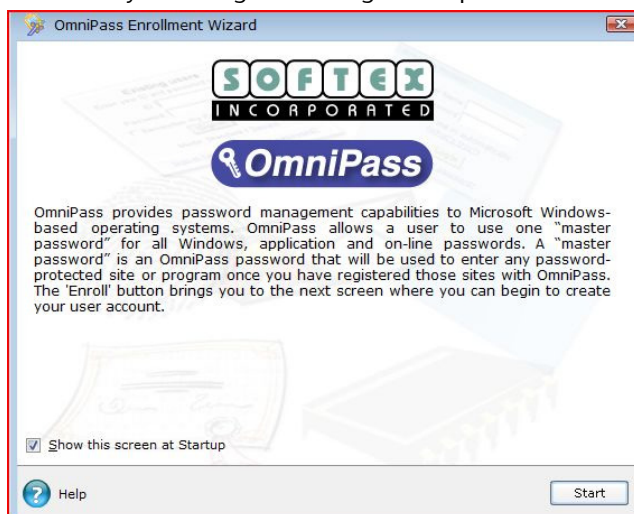 OmniPass Enrollment Wizard
SOFTEX
INCORPORATED
OmniPass
OmniPass provides password management capabilities to Microsoft Windows-
based operating systems. OmniPass allows a user to use one "master
password" for all Windows, application and on-line passwords. A "master
password" is an OmniPass password that will be used to enter any password-
protected site or program once you have registered those sites with OmniPass.
The 'Enroll' button brings you to the next screen where you can begin to create
your user account.
Show this screen at Startup
Help
Start